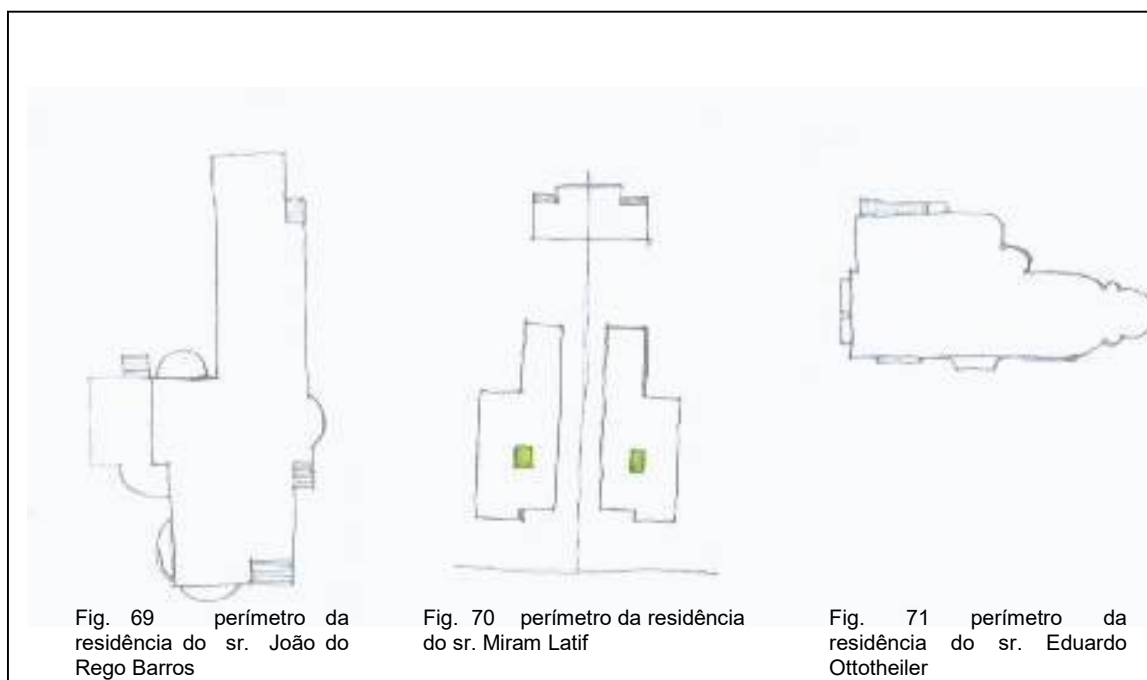 Fig. 69 perímetro da
residência do sr. João do
Rego Barros
Fig. 70 perímetro da residência
do sr. Miram Latif
Fig. 71 perímetro da
residência do sr. Eduardo
Ottotheiler